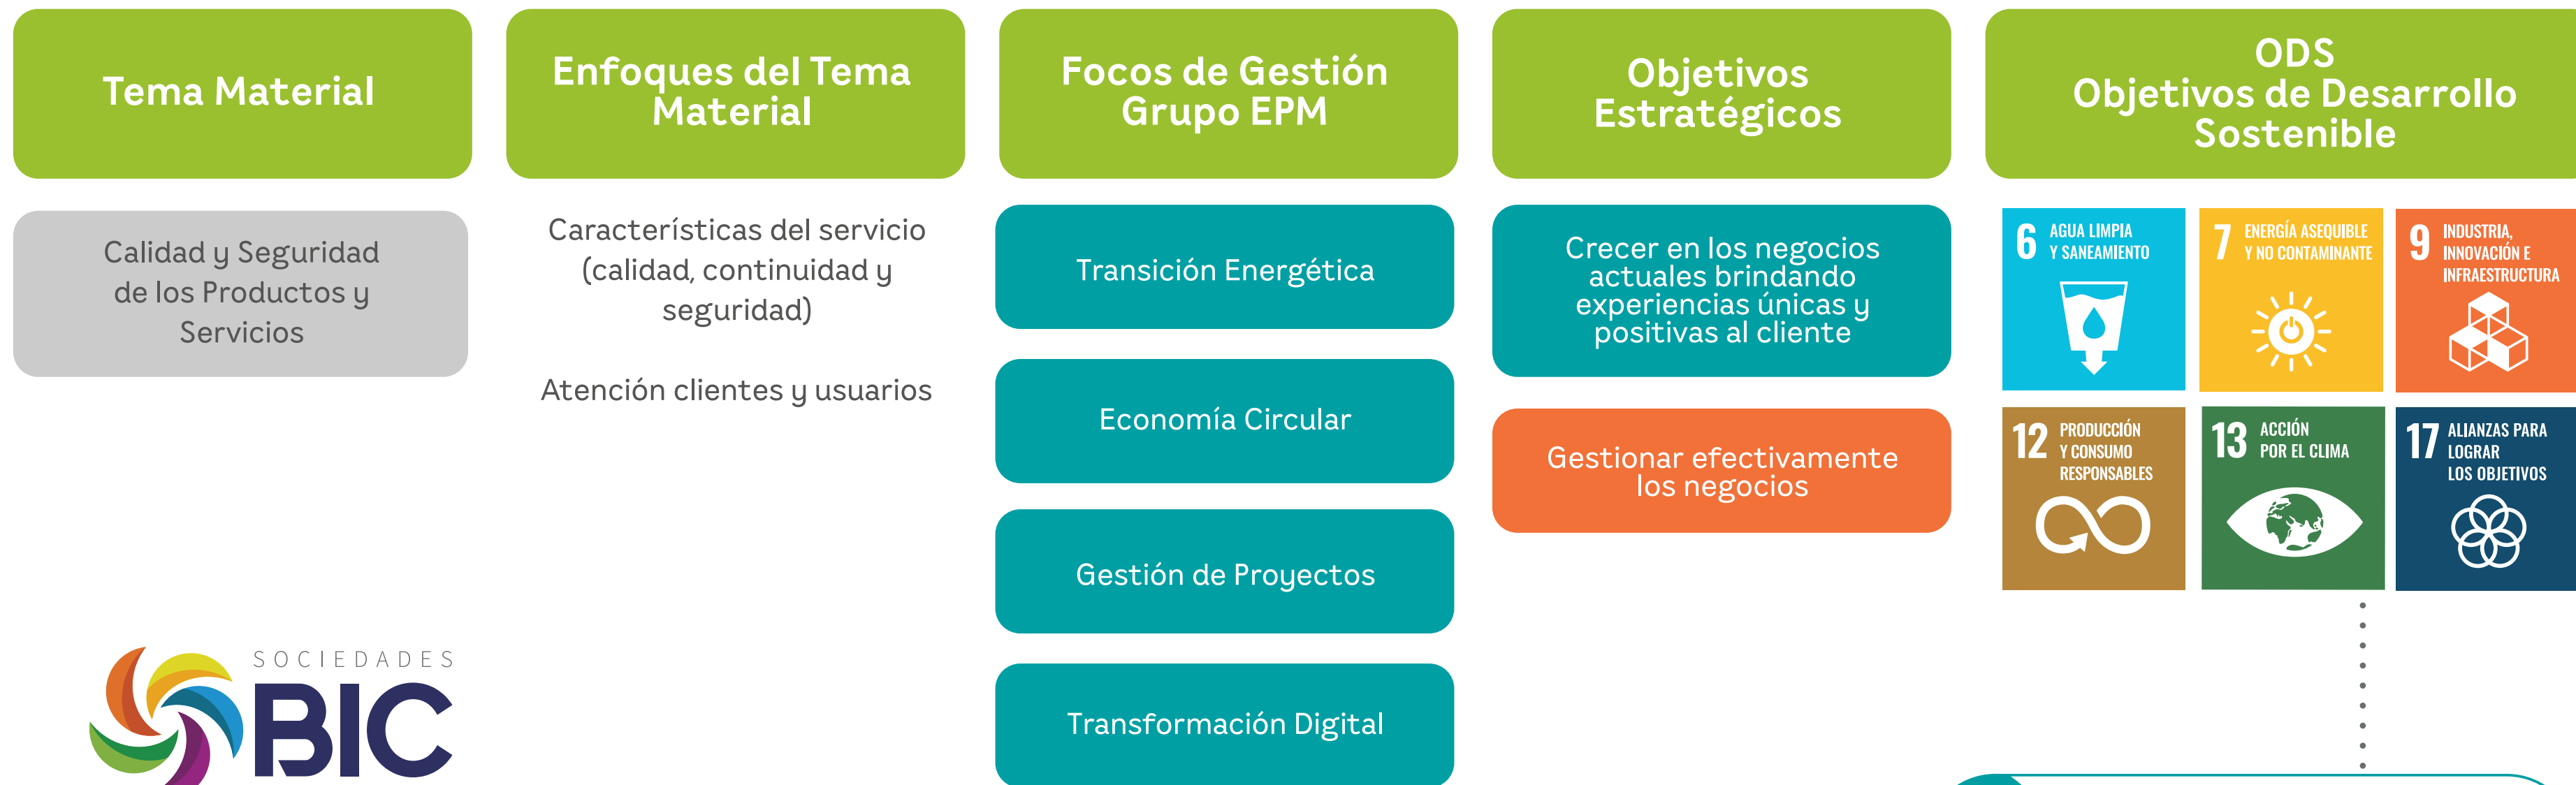 Tema Material
Enfoques del Tema
Material
Focos de Gestión
Grupo EPM
Objetivos
Estratégicos
ODS
Objetivos de Desarrollo
Sostenible
Calidad y Seguridad
de los Productos y
Servicios
Características del servicio
(calidad, continuidad y
seguridad)
Atención clientes y usuarios
Transición Energética
Economía Circular
Gestión de Proyectos
Transformación Digital
Crecer en los negocios
actuales brindando
experiencias únicas y
positivas al cliente
Gestionar efectivamente
los negocios
6 AGUA LIMPIA
Y SANEAMIENTO
7 ENERGÍA ASEQUIBLE
Y NO CONTAMINANTE
9 INDUSTRIA,
INNOVACIÓN E
INFRAESTRUCTURA
12 PRODUCCIÓN
Y CONSUMO
RESPONSABLES
13 ACCIÓN
POR EL CLIMA
17 ALIANZAS PARA
LOGRAR
LOS OBJETIVOS
SOCIEDADES
BIC